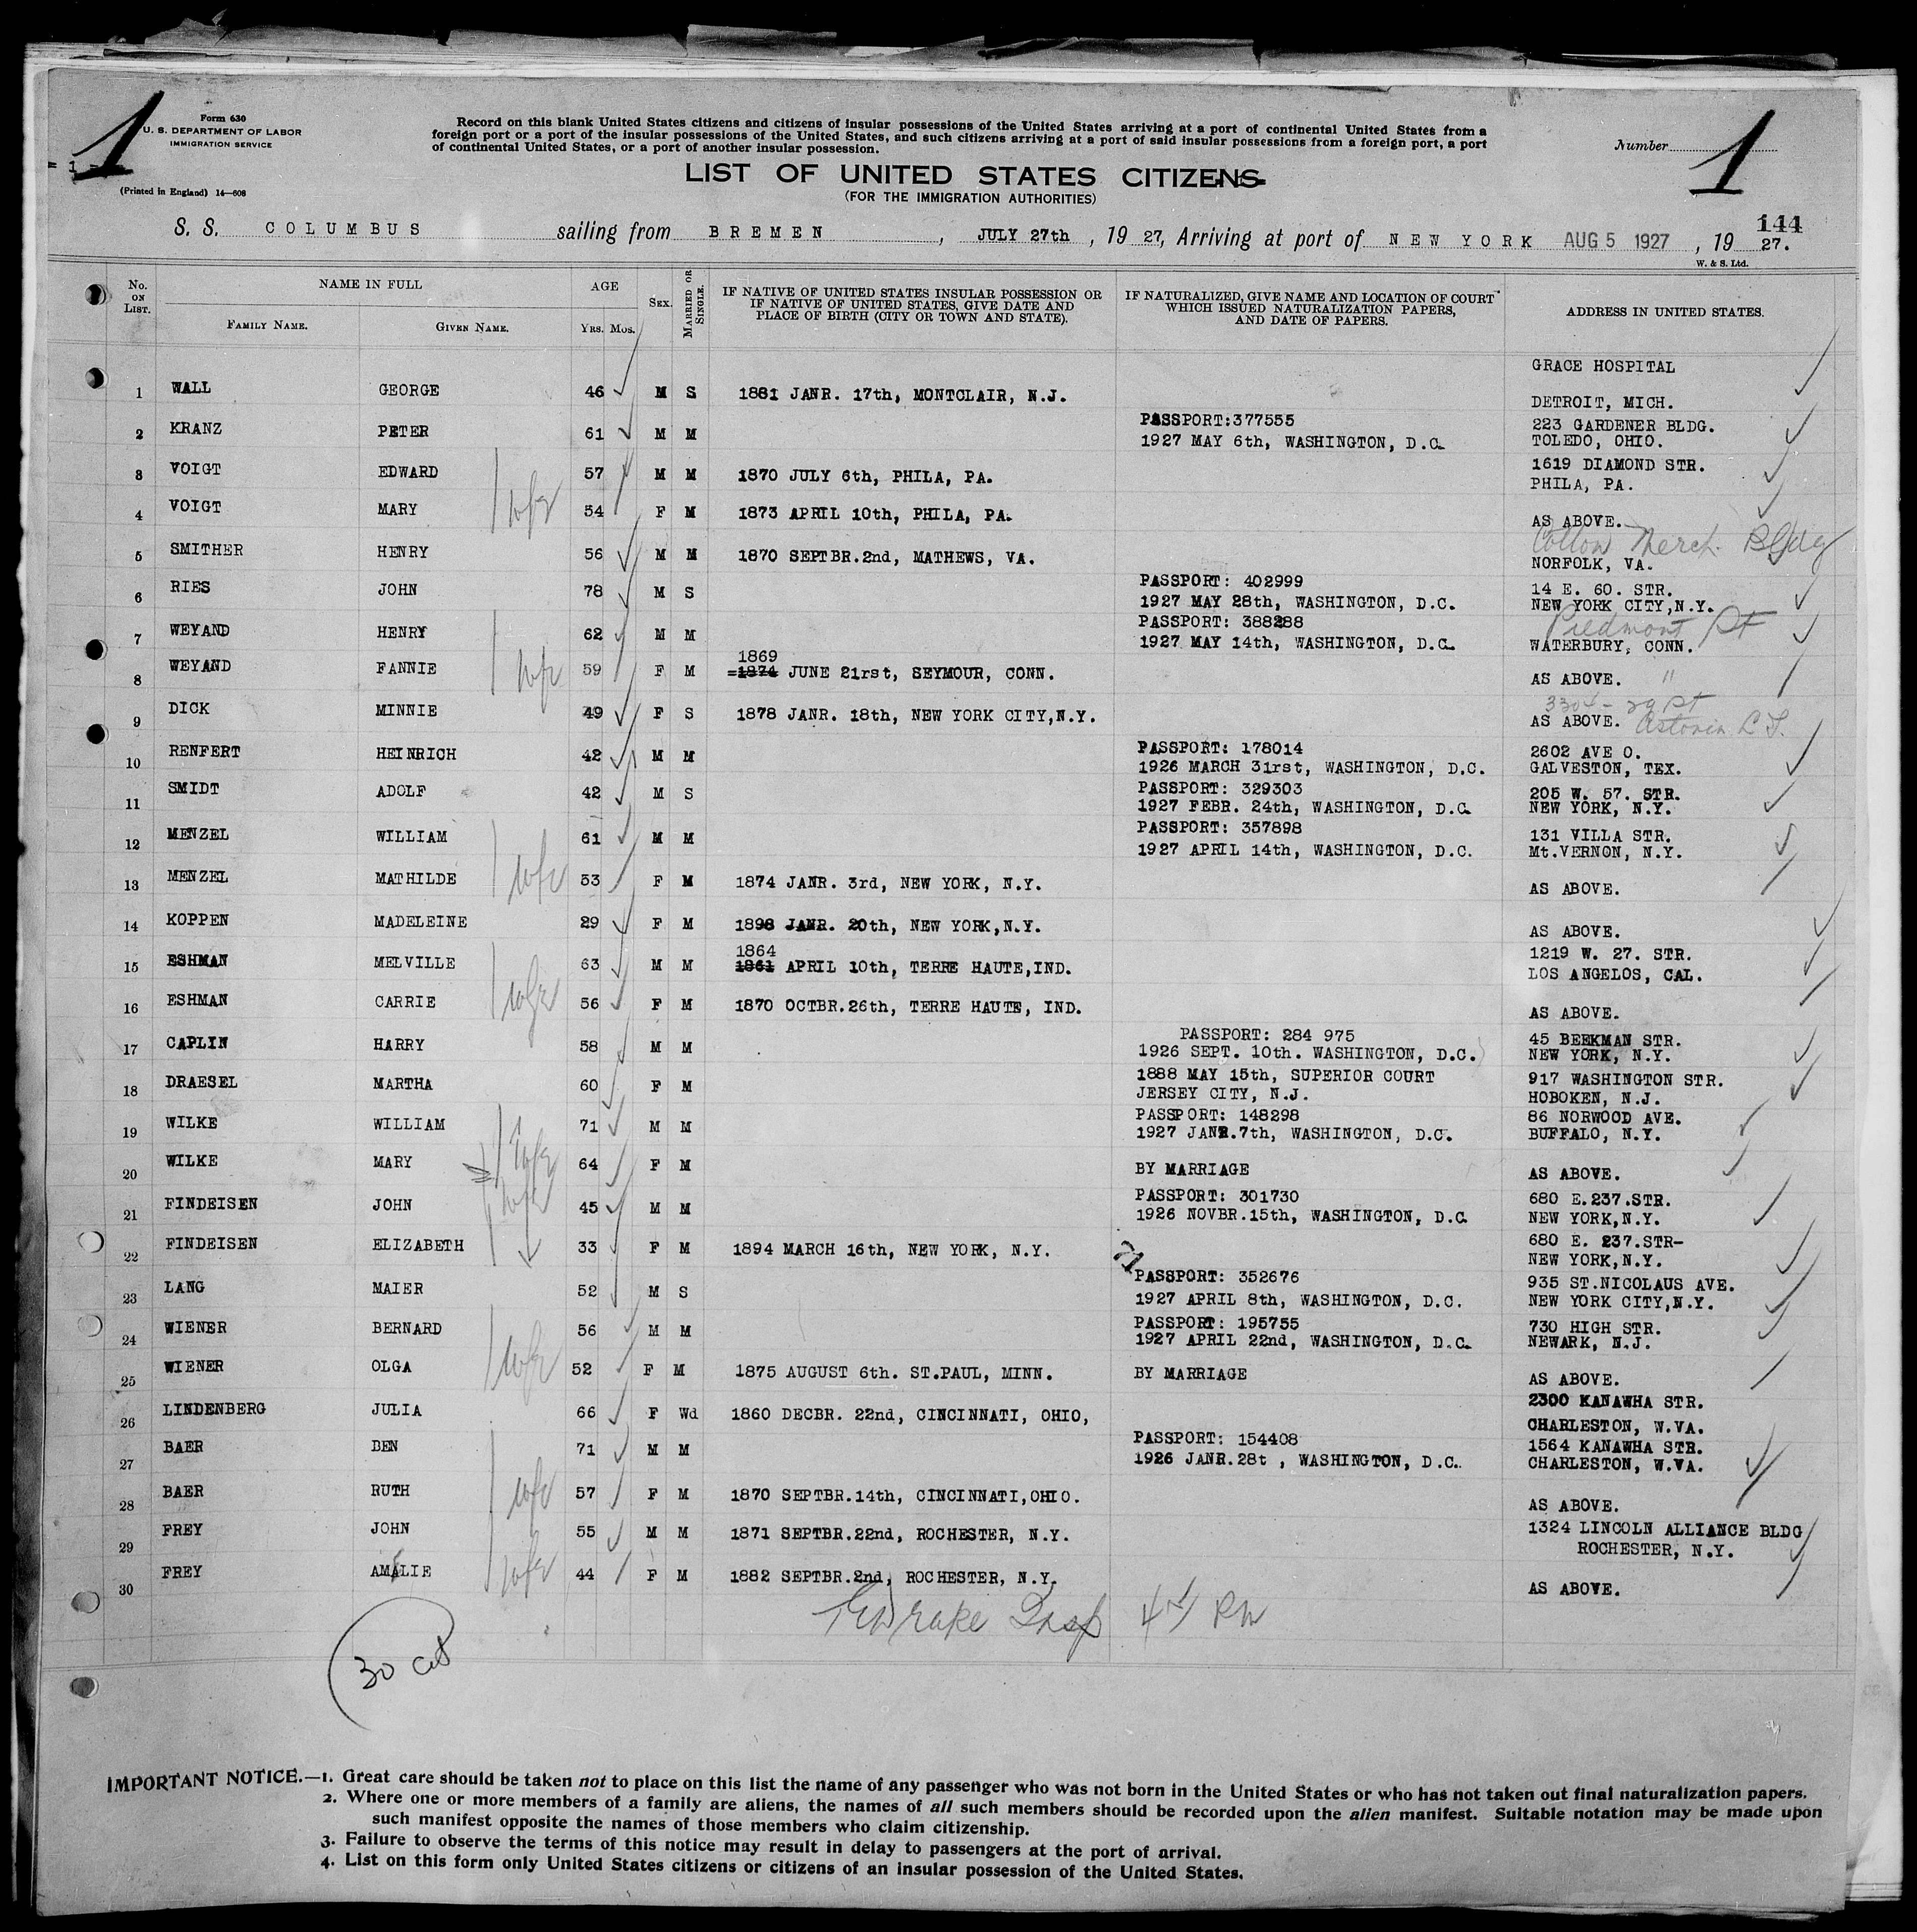 1
Form 630
U. S. DEPARTMENT OF LABOR
IMMIGRATION SERVICE
= 1 =
(Printed in England) 14—608
Record on this blank United States citizens and citizens of insular possessions of the United States arriving at a port of continental United States from a
foreign port or a port of the insular possessions of the United States, and such citizens arriving at a port of said insular possessions from a foreign port, a port
of continental United States, or a port of another insular possession.
Number
1
LIST OF UNITED STATES CITIZENS
(FOR THE IMMIGRATION AUTHORITIES)
144
S. S. COLUMBUS sailing from BREMEN, JULY 27th, 19 27, Arriving at port of NEW YORK AUG 5 1927, 19 27.
W. & S. Ltd.
No. ON LIST. NAME IN FULL FAMILY NAME. GIVEN NAME. AGE YRS. MOS. SEX. MARRIED OR SINGLE. IF NATIVE OF UNITED STATES INSULAR POSSESSION OR IF NATIVE OF UNITED STATES, GIVE DATE AND PLACE OF BIRTH (CITY OR TOWN AND STATE). IF NATURALIZED, GIVE NAME AND LOCATION OF COURT WHICH ISSUED NATURALIZATION PAPERS, AND DATE OF PAPERS. ADDRESS IN UNITED STATES.
GRACE HOSPITAL
1 WALL GEORGE 46 M S 1881 JANR. 17th, MONTCLAIR, N.J. DETROIT, MICH.
PASSPORT:377555 223 GARDENER BLDG.
2 KRANZ PETER 61 M M 1927 MAY 6th, WASHINGTON, D.C. TOLEDO, OHIO.
1619 DIAMOND STR.
3 VOIGT EDWARD 57 M M 1870 JULY 6th, PHILA, PA. PHILA, PA.
wfe
4 VOIGT MARY 54 F M 1873 APRIL 10th, PHILA, PA. AS ABOVE.
Cotton Merch. Bldg
5 SMITHER HENRY 56 M M 1870 SEPTBR.2nd, MATHEWS, VA. NORFOLK, VA.
PASSPORT: 402999 14 E. 60. STR.
6 RIES JOHN 78 M S 1927 MAY 28th, WASHINGTON, D.C. NEW YORK CITY,N.Y.
PASSPORT: 388288 Piedmont St
7 WEYAND HENRY 62 M M 1927 MAY 14th, WASHINGTON, D.C. WATERBURY, CONN.
wfe 1869
8 WEYAND FANNIE 59 F M =1874 JUNE 21rst, SEYMOUR, CONN. AS ABOVE. "
3304 - 29 St
9 DICK MINNIE 49 F S 1878 JANR. 18th, NEW YORK CITY,N.Y. AS ABOVE. Astoria L I.
PASSPORT: 178014 2602 AVE O.
10 RENFERT HEINRICH 42 M M 1926 MARCH 31rst, WASHINGTON, D.C. GALVESTON, TEX.
PASSPORT: 329303 205 W. 57. STR.
11 SMIDT ADOLF 42 M S 1927 FEBR. 24th, WASHINGTON, D.C. NEW YORK, N.Y.
PASSPORT: 357898 131 VILLA STR.
12 MENZEL WILLIAM 61 M M 1927 APRIL 14th, WASHINGTON, D.C. Mt.VERNON, N.Y.
wfe
13 MENZEL MATHILDE 53 F M 1874 JANR. 3rd, NEW YORK, N.Y. AS ABOVE.
14 KOPPEN MADELEINE 29 F M 1898 JANR. 20th, NEW YORK,N.Y. AS ABOVE.
1864 1219 W. 27. STR.
15 ESHMAN MELVILLE 63 M M 1861 APRIL 10th, TERRE HAUTE,IND. LOS ANGELOS, CAL.
wfe
16 ESHMAN CARRIE 56 F M 1870 OCTBR.26th, TERRE HAUTE, IND. AS ABOVE.
PASSPORT: 284 975 45 BEEKMAN STR.
17 CAPLIN HARRY 58 M M 1926 SEPT. 10th. WASHINGTON, D.C. NEW YORK, N.Y.
1888 MAY 15th, SUPERIOR COURT 917 WASHINGTON STR.
18 DRAESEL MARTHA 60 F M JERSEY CITY, N.J. HOBOKEN, N.J.
PASSPORT: 148298 86 NORWOOD AVE.
19 WILKE WILLIAM 71 M M 1927 JANR.7th, WASHINGTON, D.C. BUFFALO, N.Y.
wfe
20 WILKE MARY 64 F M BY MARRIAGE AS ABOVE.
wfe PASSPORT: 301730 680 E.237.STR.
21 FINDEISEN JOHN 45 M M 1926 NOVBR.15th, WASHINGTON, D.C. NEW YORK,N.Y.
680 E. 237.STR-
22 FINDEISEN ELIZABETH 33 F M 1894 MARCH 16th, NEW YORK, N.Y. NEW YORK,N.Y.
PASSPORT: 352676 935 ST.NICOLAUS AVE.
23 LANG MAIER 52 M S 1927 APRIL 8th, WASHINGTON, D.C. NEW YORK CITY,N.Y.
PASSPORT: 195755 730 HIGH STR.
24 WIENER BERNARD 56 M M 1927 APRIL 22nd, WASHINGTON, D.C. NEWARK, N.J.
wfe
25 WIENER OLGA 52 F M 1875 AUGUST 6th. ST.PAUL, MINN. BY MARRIAGE AS ABOVE.
2300 KANAWHA STR.
26 LINDENBERG JULIA 66 F Wd 1860 DECBR. 22nd, CINCINNATI, OHIO, CHARLESTON, W.VA.
PASSPORT: 154408 1564 KANAWHA STR.
27 BAER BEN 71 M M 1926 JANR.28t , WASHINGTON, D.C. CHARLESTON, W.VA.
wfe
28 BAER RUTH 57 F M 1870 SEPTBR.14th, CINCINNATI,OHIO. AS ABOVE.
1324 LINCOLN ALLIANCE BLDG
29 FREY JOHN 55 M M 1871 SEPTBR.22nd, ROCHESTER, N.Y. ROCHESTER, N.Y.
wfe
30 FREY AMALIE 44 F M 1882 SEPTBR.2nd, ROCHESTER, N.Y. AS ABOVE.
Drake Insp
30 cit
IMPORTANT NOTICE.—1. Great care should be taken not to place on this list the name of any passenger who was not born in the United States or who has not taken out final naturalization papers.
2. Where one or more members of a family are aliens, the names of all such members should be recorded upon the alien manifest. Suitable notation may be made upon
such manifest opposite the names of those members who claim citizenship.
3. Failure to observe the terms of this notice may result in delay to passengers at the port of arrival.
4. List on this form only United States citizens or citizens of an insular possession of the United States.